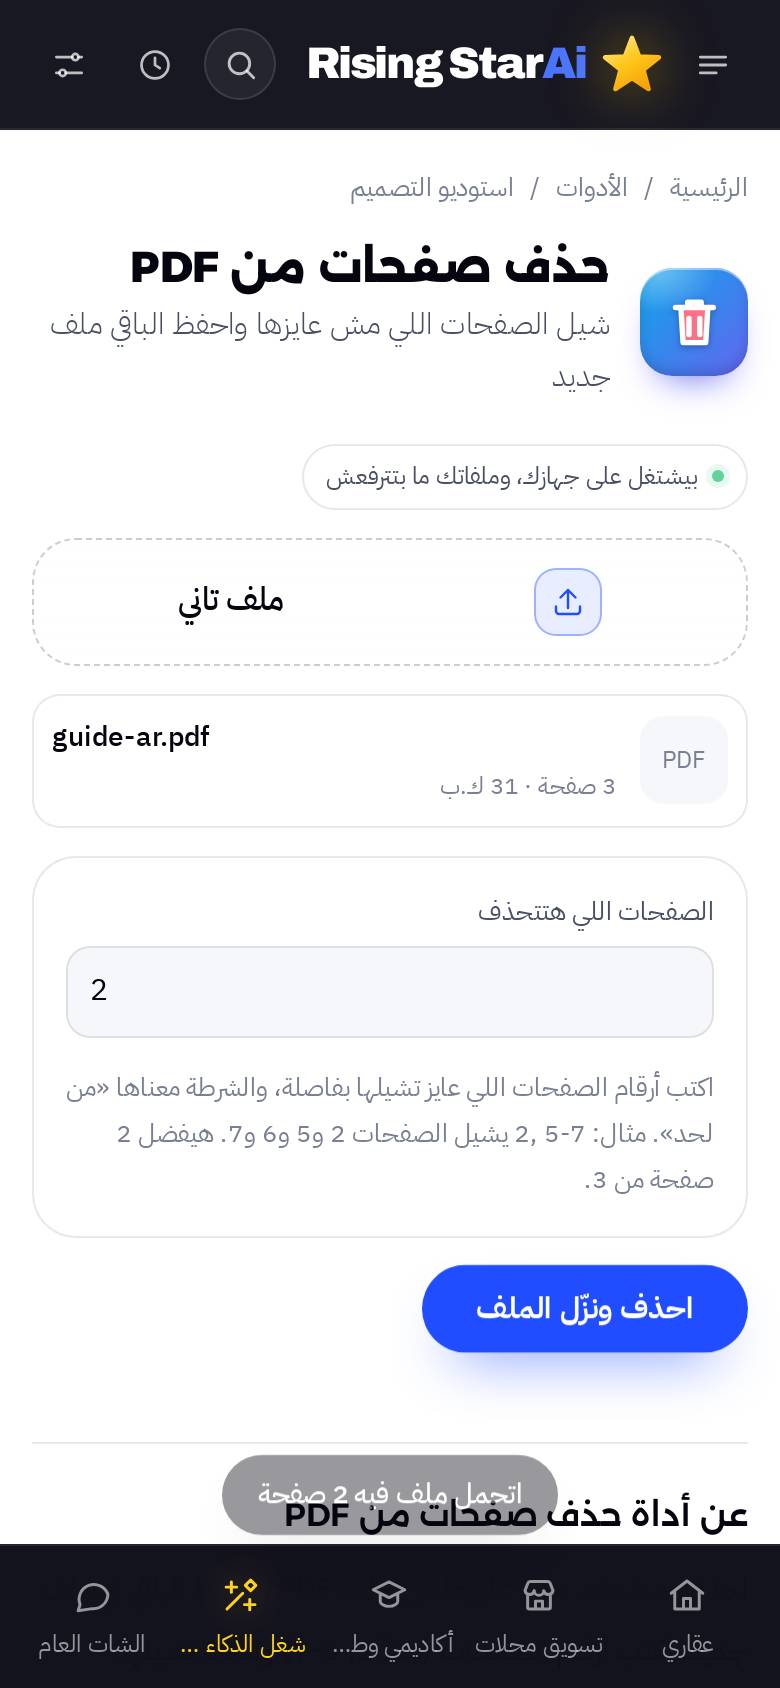 Rising StarAi
الرئيسية / الأدوات / استوديو التصميم
حذف صفحات من PDF
شيل الصفحات اللي مش عايزها واحفظ الباقي ملف
جديد
بيشتغل على جهازك، وملفاتك ما بتترفعش
ملف تاني
guide-ar.pdf
PDF
3 صفحة · 31 ك.ب
الصفحات اللي هتتحذف
2
اكتب أرقام الصفحات اللي عايز تشيلها بفاصلة، والشرطة معناها «من
لحد». مثال: 2, 5-7 يشيل الصفحات 2 و5 و6 و7. هيفضل 2
صفحة من 3.
احذف ونزّل الملف
اتحمل ملف فيه 2 صفحة
عن أداة حذف صفحات من PDF
عقاري
تسويق محلات
أكاديمي وط...
شغل الذكاء ...
الشات العام